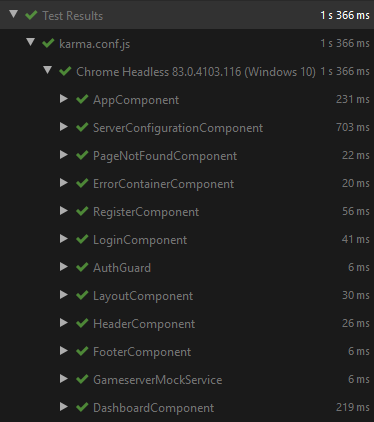 Test Results 1 s 366 ms
karma.conf.js 1 s 366 ms
Chrome Headless 83.0.4103.116 (Windows 10) 1 s 366 ms
AppComponent 231 ms
ServerConfigurationComponent 703 ms
PageNotFoundComponent 22 ms
ErrorContainerComponent 20 ms
RegisterComponent 56 ms
LoginComponent 41 ms
AuthGuard 6 ms
LayoutComponent 30 ms
HeaderComponent 26 ms
FooterComponent 6 ms
GameserverMockService 6 ms
DashboardComponent 219 ms